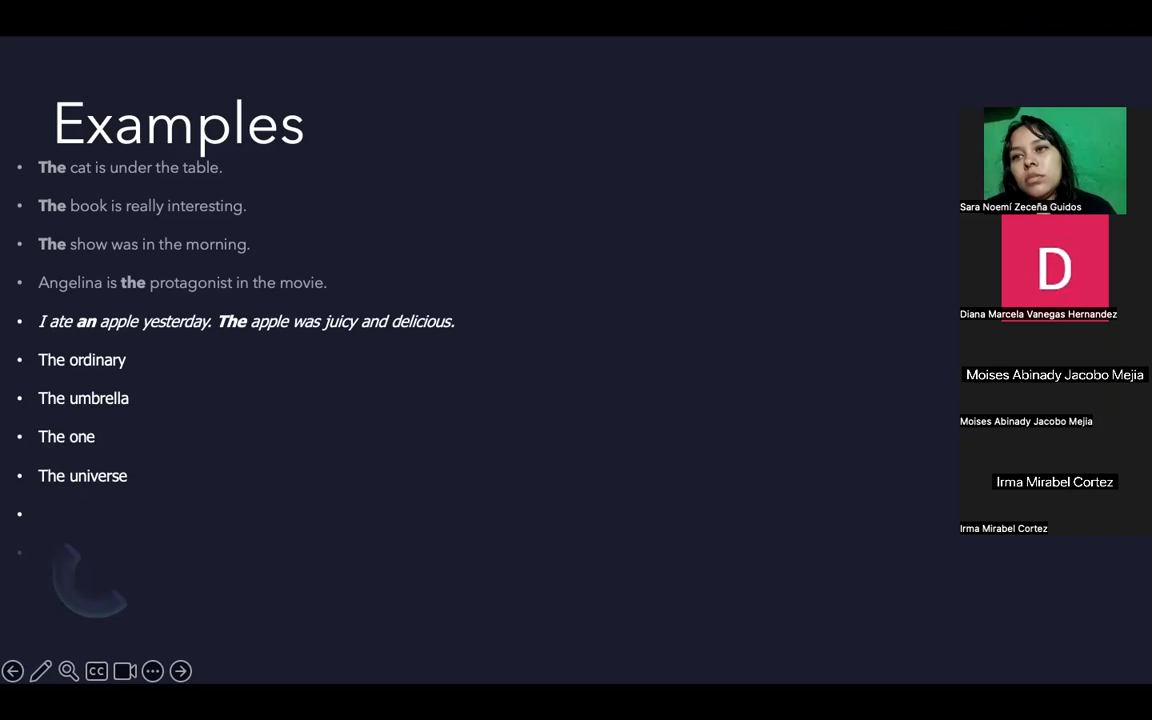 Examples
• The cat is under the table.
• The book is really interesting.
• The show was in the morning.
• Angelina is the protagonist in the movie.
• I ate an apple yesterday. The apple was juicy and delicious.
• The ordinary
• The umbrella
• The one
• The universe
CC
Sara Noemí Zeceña Guidos
D
Diana Marcela Vanegas Hernandez
Moises Abinady Jacobo Mejia
Moises Abinady Jacobo Mejia
Irma Mirabel Cortez
Irma Mirabel Cortez